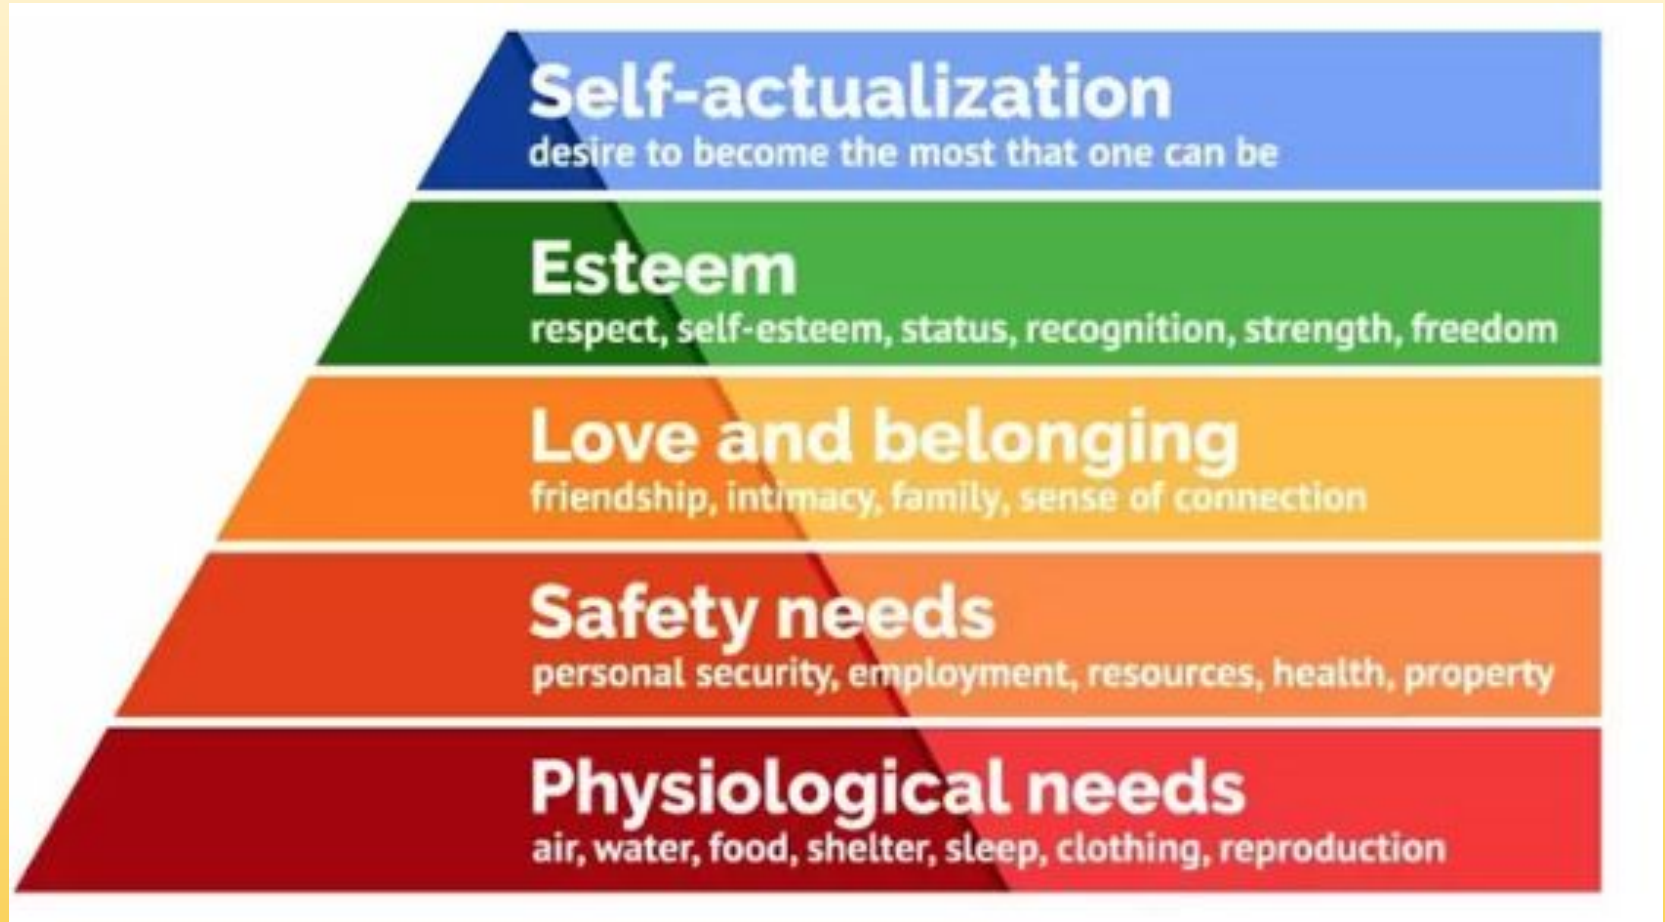 Self-actualization
desire to become the most that one can be
Esteem
respect, self-esteem, status, recognition, strength, freedom
Love and belonging
friendship, intimacy, family, sense of connection
Safety needs
personal security, employment, resources, health, property
Physiological needs
air, water, food, shelter, sleep, clothing, reproduction